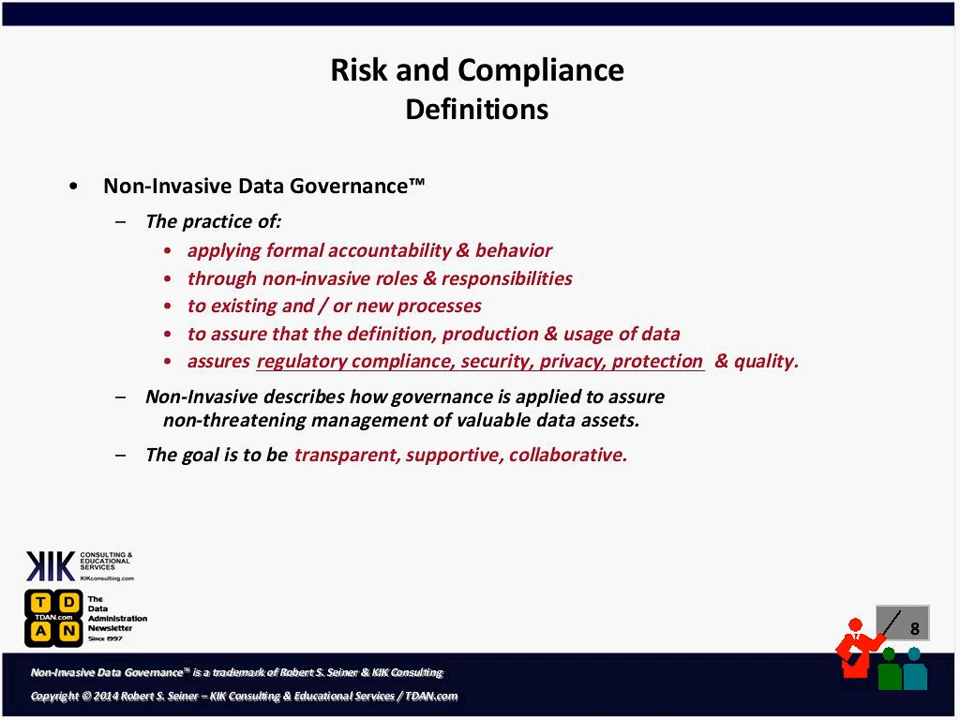 Risk and Compliance
Definitions
• Non-Invasive Data Governance™
– The practice of:
• applying formal accountability & behavior
• through non-invasive roles & responsibilities
• to existing and / or new processes
• to assure that the definition, production & usage of data
• assures regulatory compliance, security, privacy, protection & quality.
– Non-Invasive describes how governance is applied to assure
non-threatening management of valuable data assets.
– The goal is to be transparent, supportive, collaborative.
KIK CONSULTING &
EDUCATIONAL
SERVICES
KIKconsulting.com
T D
TDAN.com
A N
The
Data
Administration
Newsletter
Since 1997
8
Non-Invasive Data Governance™ is a trademark of Robert S. Seiner & KIK Consulting
Copyright © 2014 Robert S. Seiner – KIK Consulting & Educational Services / TDAN.com